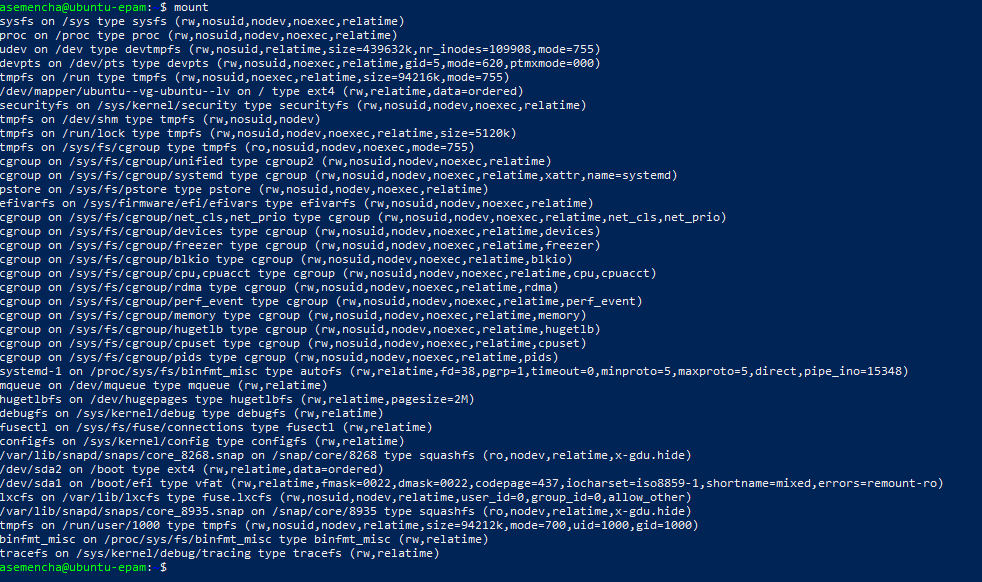 asemencha@ubuntu-epam: $ mount
sysfs on /sys type sysfs (rw,nosuid,nodev,noexec,relatime)
proc on /proc type proc (rw,nosuid,nodev,noexec,relatime)
udev on /dev type devtmpfs (rw,nosuid,relatime,size=439632k,nr_inodes=109908,mode=755)
devpts on /dev/pts type devpts (rw,nosuid,noexec,relatime,gid=5,mode=620,ptmxmode=000)
tmpfs on /run type tmpfs (rw,nosuid,noexec,relatime,size=94216k,mode=755)
/dev/mapper/ubuntu--vg-ubuntu--lv on / type ext4 (rw,relatime,data=ordered)
securityfs on /sys/kernel/security type securityfs (rw,nosuid,nodev,noexec,relatime)
tmpfs on /dev/shm type tmpfs (rw,nosuid,nodev)
tmpfs on /run/lock type tmpfs (rw,nosuid,nodev,noexec,relatime,size=5120k)
tmpfs on /sys/fs/cgroup type tmpfs (ro,nosuid,nodev,noexec,mode=755)
cgroup on /sys/fs/cgroup/unified type cgroup2 (rw,nosuid,nodev,noexec,relatime)
cgroup on /sys/fs/cgroup/systemd type cgroup (rw,nosuid,nodev,noexec,relatime,xattr,name=systemd)
pstore on /sys/fs/pstore type pstore (rw,nosuid,nodev,noexec,relatime)
efivarfs on /sys/firmware/efi/efivars type efivarfs (rw,nosuid,nodev,noexec,relatime)
cgroup on /sys/fs/cgroup/net_cls,net_prio type cgroup (rw,nosuid,nodev,noexec,relatime,net_cls,net_prio)
cgroup on /sys/fs/cgroup/devices type cgroup (rw,nosuid,nodev,noexec,relatime,devices)
cgroup on /sys/fs/cgroup/freezer type cgroup (rw,nosuid,nodev,noexec,relatime,freezer)
cgroup on /sys/fs/cgroup/blkio type cgroup (rw,nosuid,nodev,noexec,relatime,blkio)
cgroup on /sys/fs/cgroup/cpu,cpuacct type cgroup (rw,nosuid,nodev,noexec,relatime,cpu,cpuacct)
cgroup on /sys/fs/cgroup/rdma type cgroup (rw,nosuid,nodev,noexec,relatime,rdma)
cgroup on /sys/fs/cgroup/perf_event type cgroup (rw,nosuid,nodev,noexec,relatime,perf_event)
cgroup on /sys/fs/cgroup/memory type cgroup (rw,nosuid,nodev,noexec,relatime,memory)
cgroup on /sys/fs/cgroup/hugetlb type cgroup (rw,nosuid,nodev,noexec,relatime,hugetlb)
cgroup on /sys/fs/cgroup/cpuset type cgroup (rw,nosuid,nodev,noexec,relatime,cpuset)
cgroup on /sys/fs/cgroup/pids type cgroup (rw,nosuid,nodev,noexec,relatime,pids)
systemd-1 on /proc/sys/fs/binfmt_misc type autofs (rw,relatime,fd=38,pgrp=1,timeout=0,minproto=5,maxproto=5,direct,pipe_ino=15348)
mqueue on /dev/mqueue type mqueue (rw,relatime)
hugetlbfs on /dev/hugepages type hugetlbfs (rw,relatime,pagesize=2M)
debugfs on /sys/kernel/debug type debugfs (rw,relatime)
fusectl on /sys/fs/fuse/connections type fusectl (rw,relatime)
configfs on /sys/kernel/config type configfs (rw,relatime)
/var/lib/snapd/snaps/core_8268.snap on /snap/core/8268 type squashfs (ro,nodev,relatime,x-gdu.hide)
/dev/sda2 on /boot type ext4 (rw,relatime,data=ordered)
/dev/sda1 on /boot/efi type vfat (rw,relatime,fmask=0022,dmask=0022,codepage=437,iocharset=iso8859-1,shortname=mixed,errors=remount-ro)
lxcfs on /var/lib/lxcfs type fuse.lxcfs (rw,nosuid,nodev,relatime,user_id=0,group_id=0,allow_other)
/var/lib/snapd/snaps/core_8935.snap on /snap/core/8935 type squashfs (ro,nodev,relatime,x-gdu.hide)
tmpfs on /run/user/1000 type tmpfs (rw,nosuid,nodev,relatime,size=94212k,mode=700,uid=1000,gid=1000)
binfmt_misc on /proc/sys/fs/binfmt_misc type binfmt_misc (rw,relatime)
tracefs on /sys/kernel/debug/tracing type tracefs (rw,relatime)
asemencha@ubuntu-epam: $